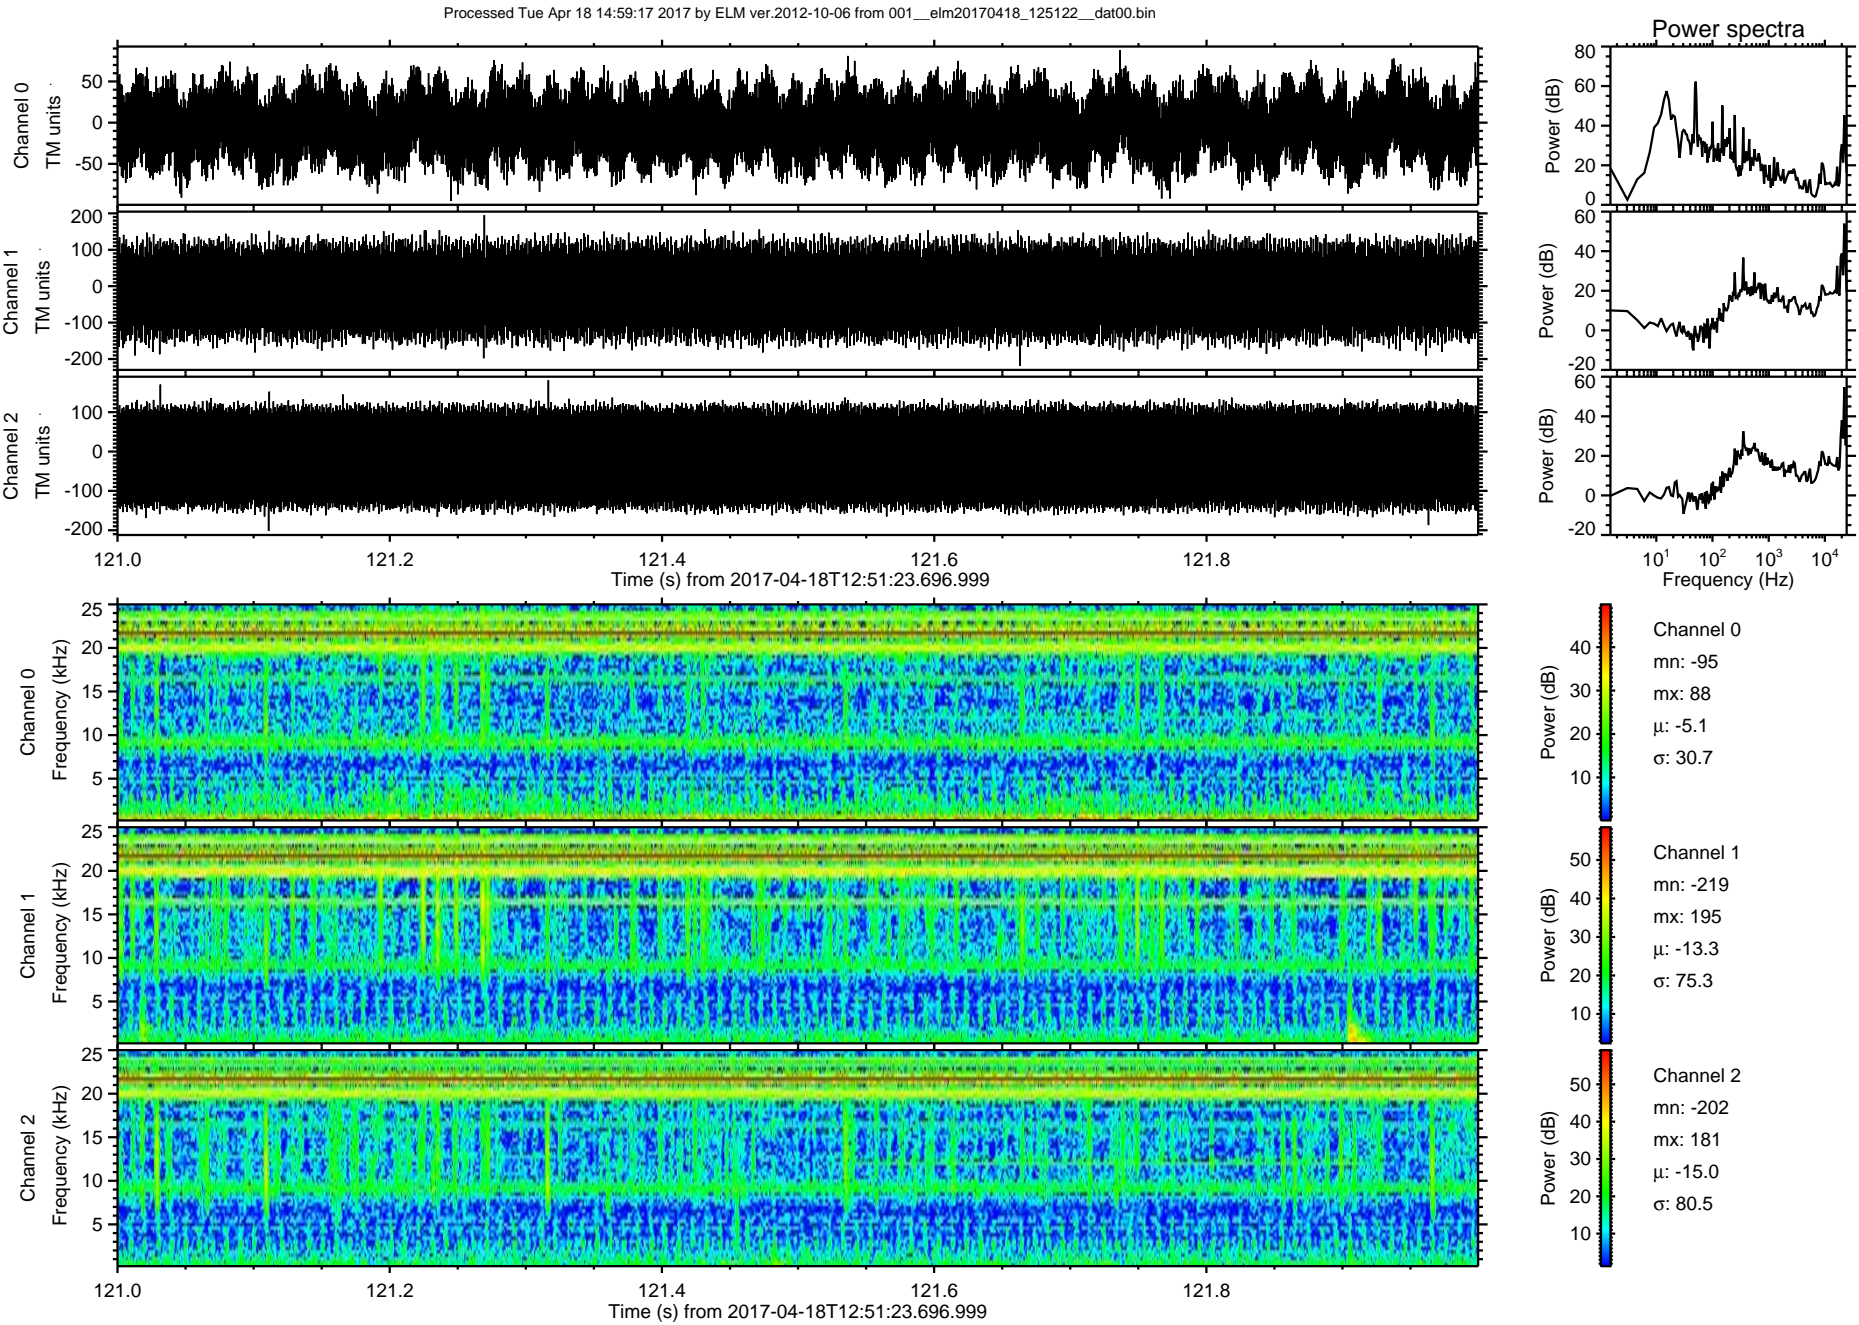 Processed Tue Apr 18 14:59:17 2017 by ELM ver.2012-10-06 from 001__elm20170418_125122__dat00.bin
Power spectra
Channel 0
TM units
50
0
-50
Power (dB)
80
60
40
20
0
Channel 1
TM units
200
100
0
-100
-200
Power (dB)
60
40
20
0
-20
Channel 2
TM units
100
0
-100
-200
Power (dB)
60
40
20
0
-20
121.0 121.2 121.4 121.6 121.8
Time (s) from 2017-04-18T12:51:23.696.999
10^1 10^2 10^3 10^4
Frequency (Hz)
Channel 0
Frequency (kHz)
25
20
15
10
5
Power (dB)
40
30
20
10
Channel 0
mn: -95
mx: 88
µ: -5.1
σ: 30.7
Channel 1
Frequency (kHz)
25
20
15
10
5
Power (dB)
50
40
30
20
10
Channel 1
mn: -219
mx: 195
µ: -13.3
σ: 75.3
Channel 2
Frequency (kHz)
25
20
15
10
5
Power (dB)
50
40
30
20
10
Channel 2
mn: -202
mx: 181
µ: -15.0
σ: 80.5
121.0 121.2 121.4 121.6 121.8
Time (s) from 2017-04-18T12:51:23.696.999